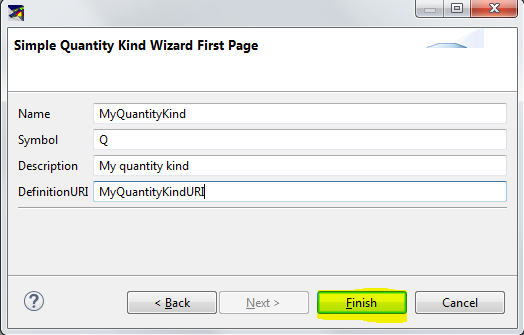 Simple Quantity Kind Wizard First Page
Name MyQuantityKind
Symbol Q
Description My quantity kind
DefinitionURI MyQuantityKindURI
? < Back Next > Finish Cancel